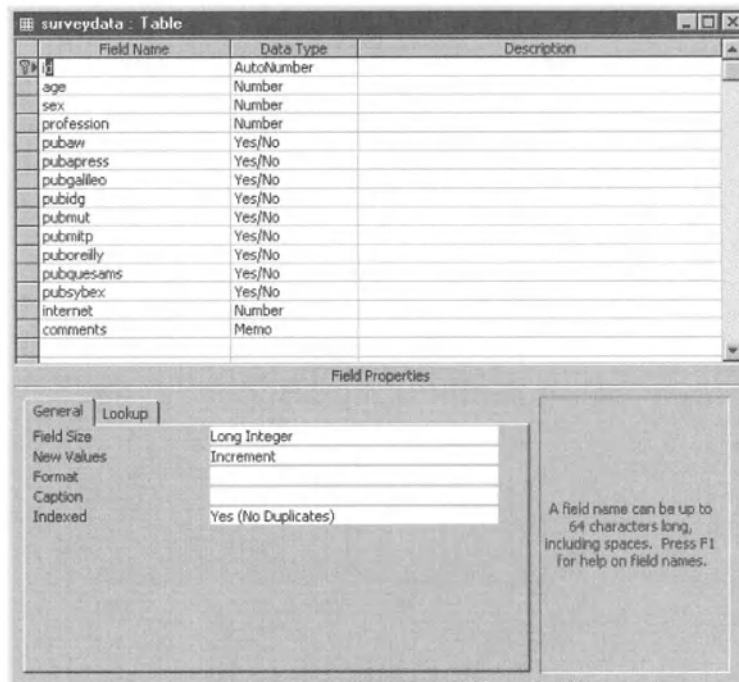 surveydata : Table
Field Name Data Type Description
id AutoNumber
age Number
sex Number
profession Number
pubaw Yes/No
pubapress Yes/No
pubgalileo Yes/No
pubidg Yes/No
pubmut Yes/No
pubmitp Yes/No
puboreilly Yes/No
pubquesams Yes/No
pubsybex Yes/No
internet Number
comments Memo
Field Properties
General Lookup
Field Size Long Integer
New Values Increment
Format
Caption
Indexed Yes (No Duplicates)
A field name can be up to
64 characters long,
including spaces. Press F1
for help on field names.